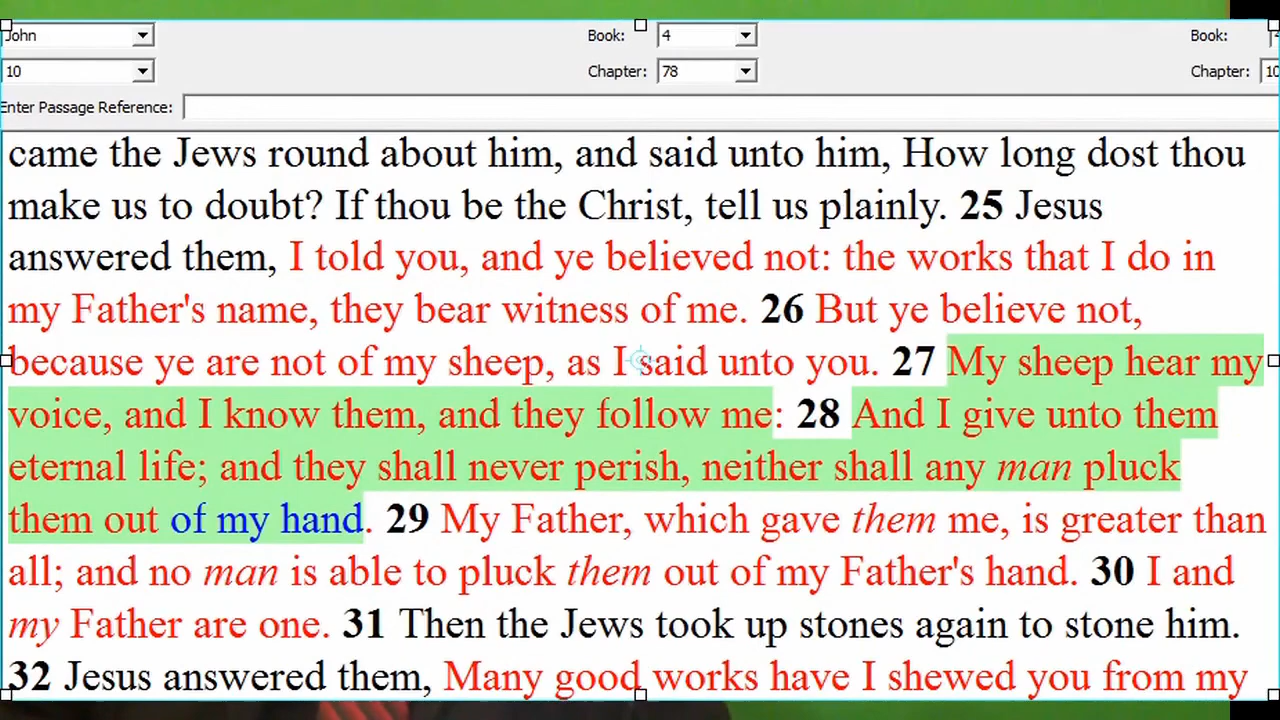 John Book: 4 Book:
10 Chapter: 78 Chapter: 10
Enter Passage Reference:
came the Jews round about him, and said unto him, How long dost thou
make us to doubt? If thou be the Christ, tell us plainly. 25 Jesus
answered them, I told you, and ye believed not: the works that I do in
my Father's name, they bear witness of me. 26 But ye believe not,
because ye are not of my sheep, as I said unto you. 27 My sheep hear my
voice, and I know them, and they follow me: 28 And I give unto them
eternal life; and they shall never perish, neither shall any man pluck
them out of my hand. 29 My Father, which gave them me, is greater than
all; and no man is able to pluck them out of my Father's hand. 30 I and
my Father are one. 31 Then the Jews took up stones again to stone him.
32 Jesus answered them, Many good works have I shewed you from my